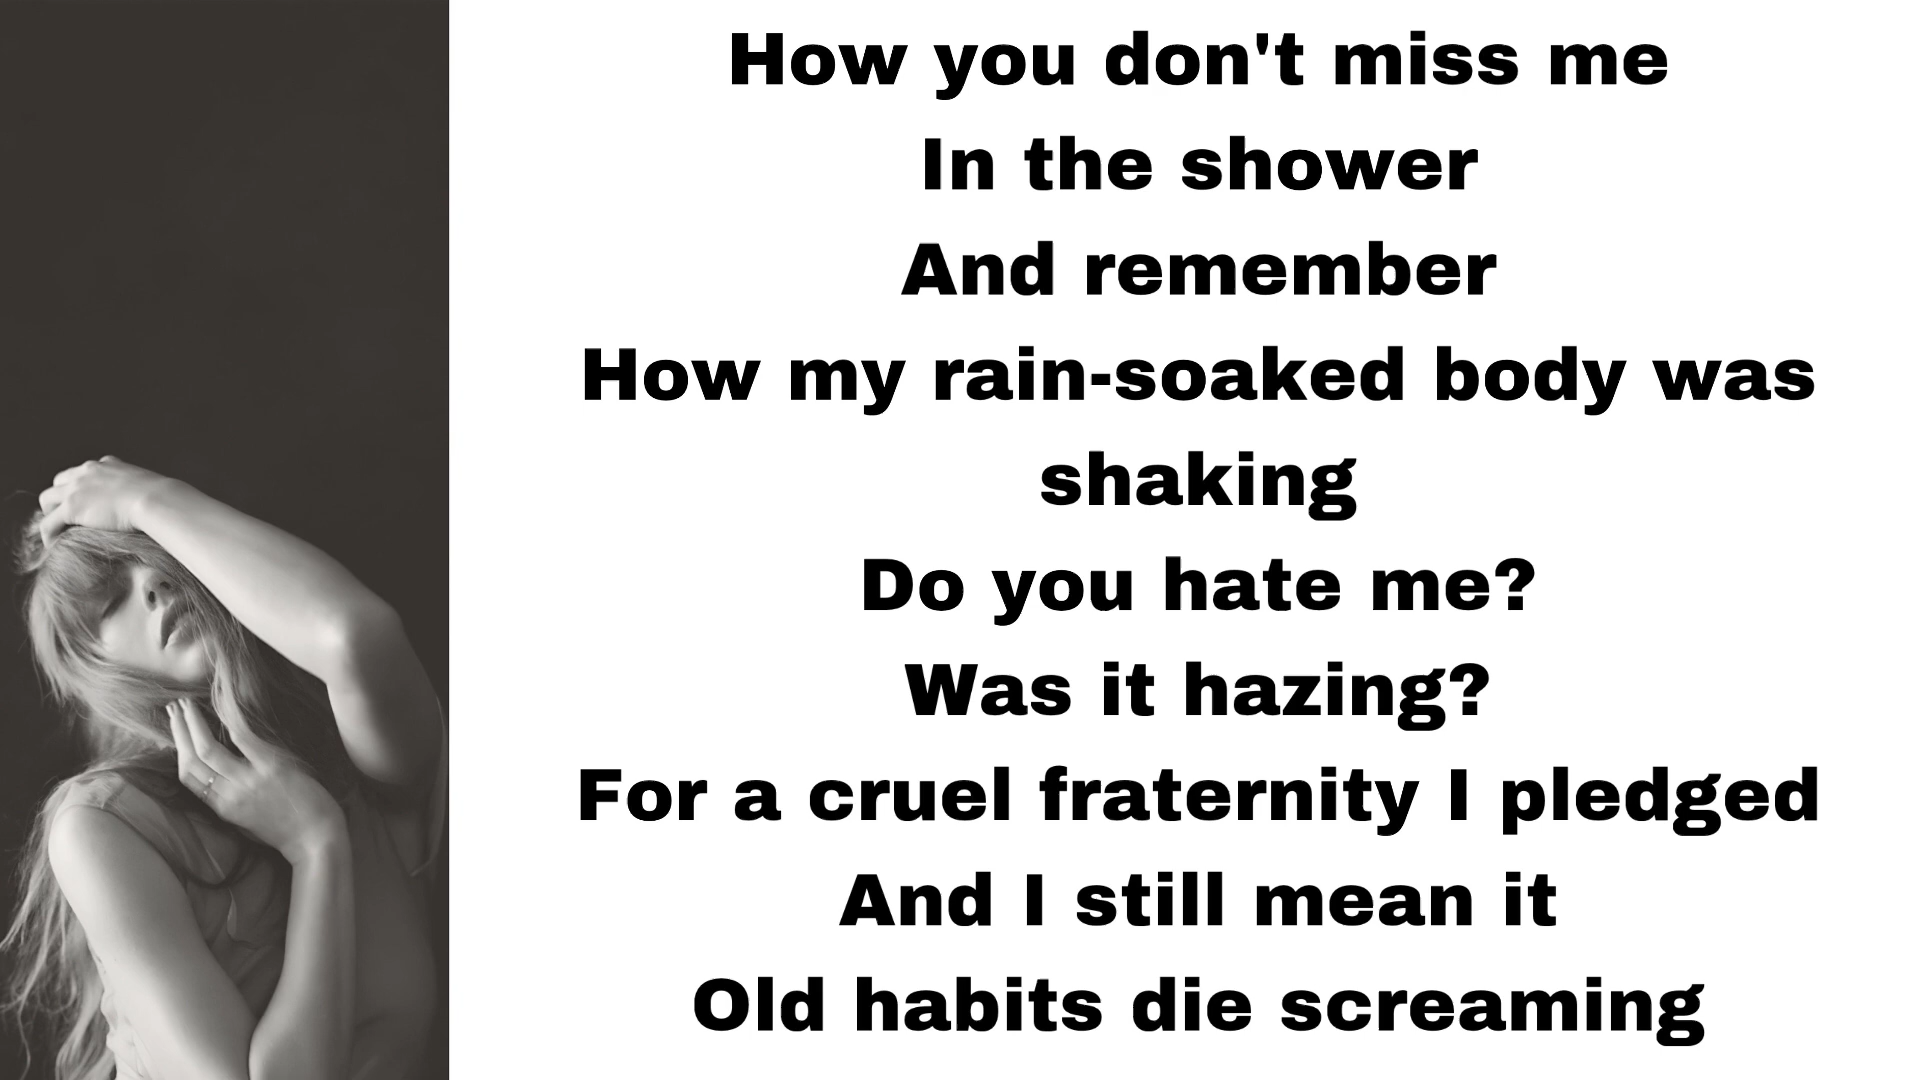 How you don't miss me
In the shower
And remember
How my rain-soaked body was
shaking
Do you hate me?
Was it hazing?
For a cruel fraternity I pledged
And I still mean it
Old habits die screaming